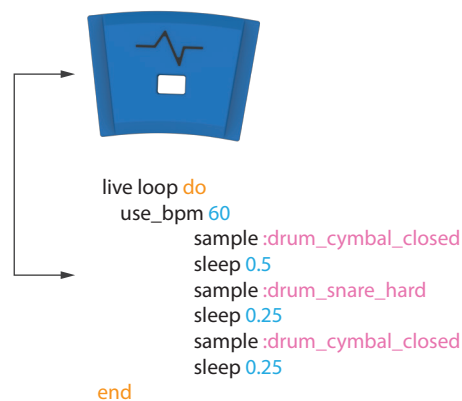 live loop do
use_bpm 60
sample :drum_cymbal_closed
sleep 0.5
sample :drum_snare_hard
sleep 0.25
sample :drum_cymbal_closed
sleep 0.25
end